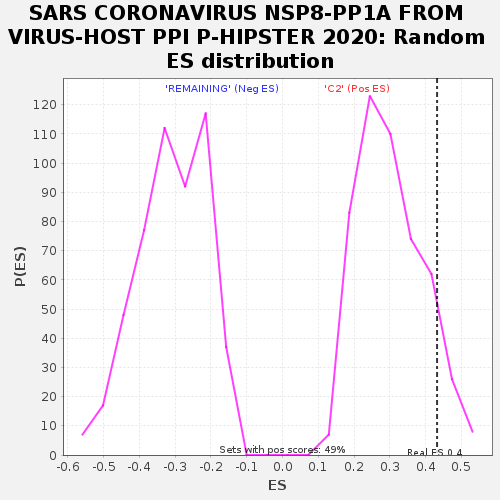 SARS CORONAVIRUS NSP8-PP1A FROM
VIRUS-HOST PPI P-HIPSTER 2020: Random
ES distribution
'REMAINING' (Neg ES)
'C2' (Pos ES)
120
110
100
90
80
70
60
50
40
30
20
10
0
P(ES)
Sets with pos scores: 49%
Real ES 0.4
-0.6 -0.5 -0.4 -0.3 -0.2 -0.1 0.0 0.1 0.2 0.3 0.4 0.5
ES